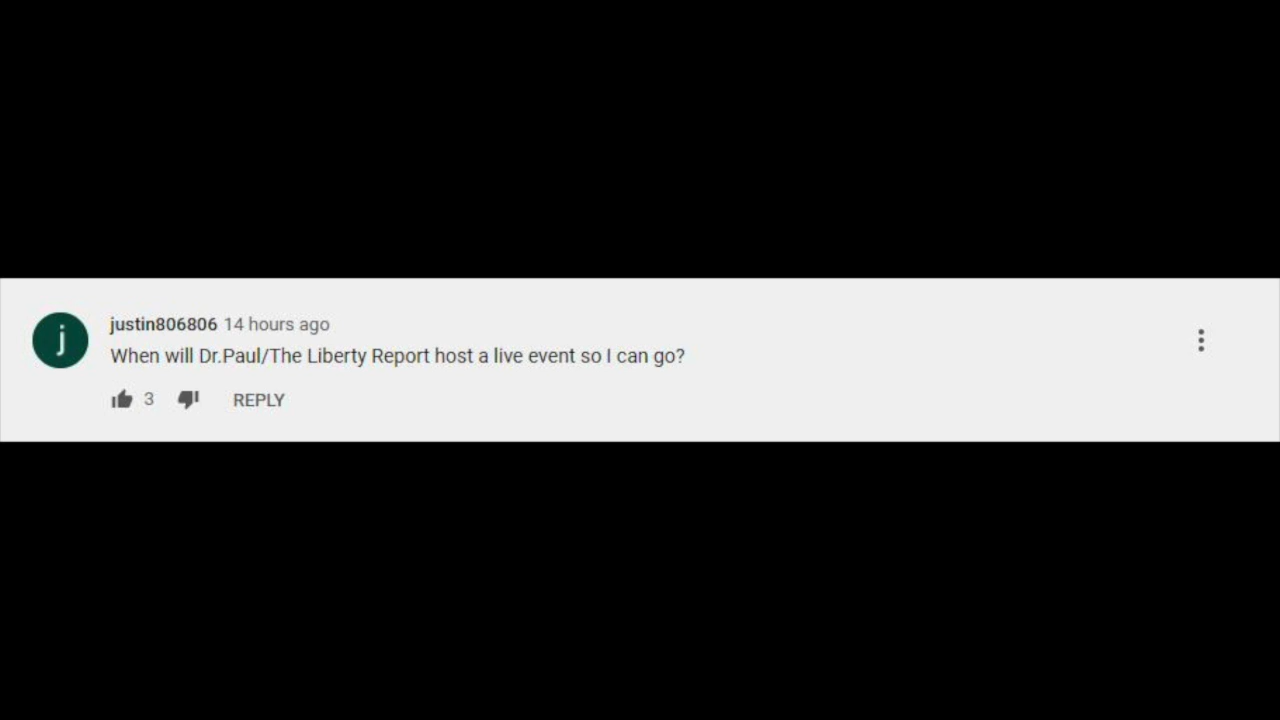 j
justin806806 14 hours ago
When will Dr.Paul/The Liberty Report host a live event so I can go?
3 REPLY